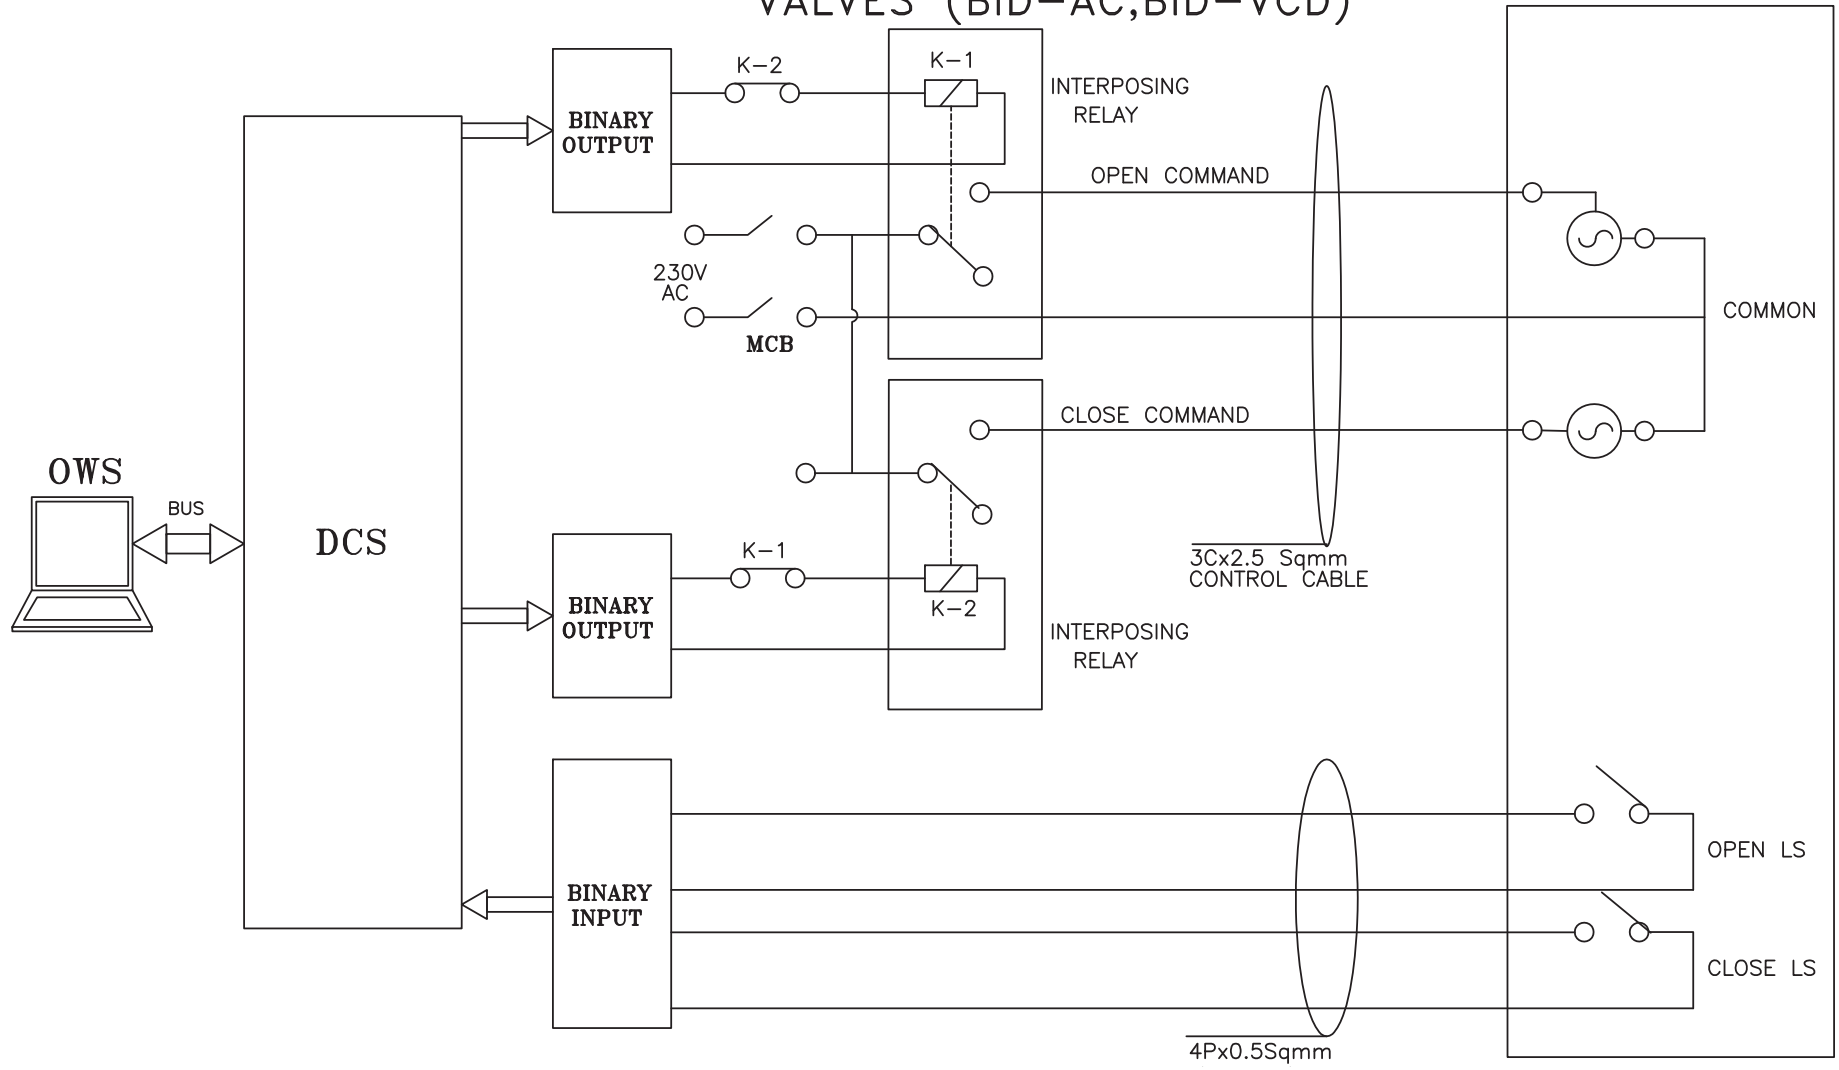 VALVES (BID-AC,BID-VCD)
K-2
K-1
INTERPOSING
RELAY
BINARY
OUTPUT
OPEN COMMAND
230V
AC
MCB
COMMON
CLOSE COMMAND
OWS
BUS
DCS
K-1
3Cx2.5 Sqmm
CONTROL CABLE
BINARY
OUTPUT
K-2
INTERPOSING
RELAY
OPEN LS
BINARY
INPUT
CLOSE LS
4Px0.5Sqmm